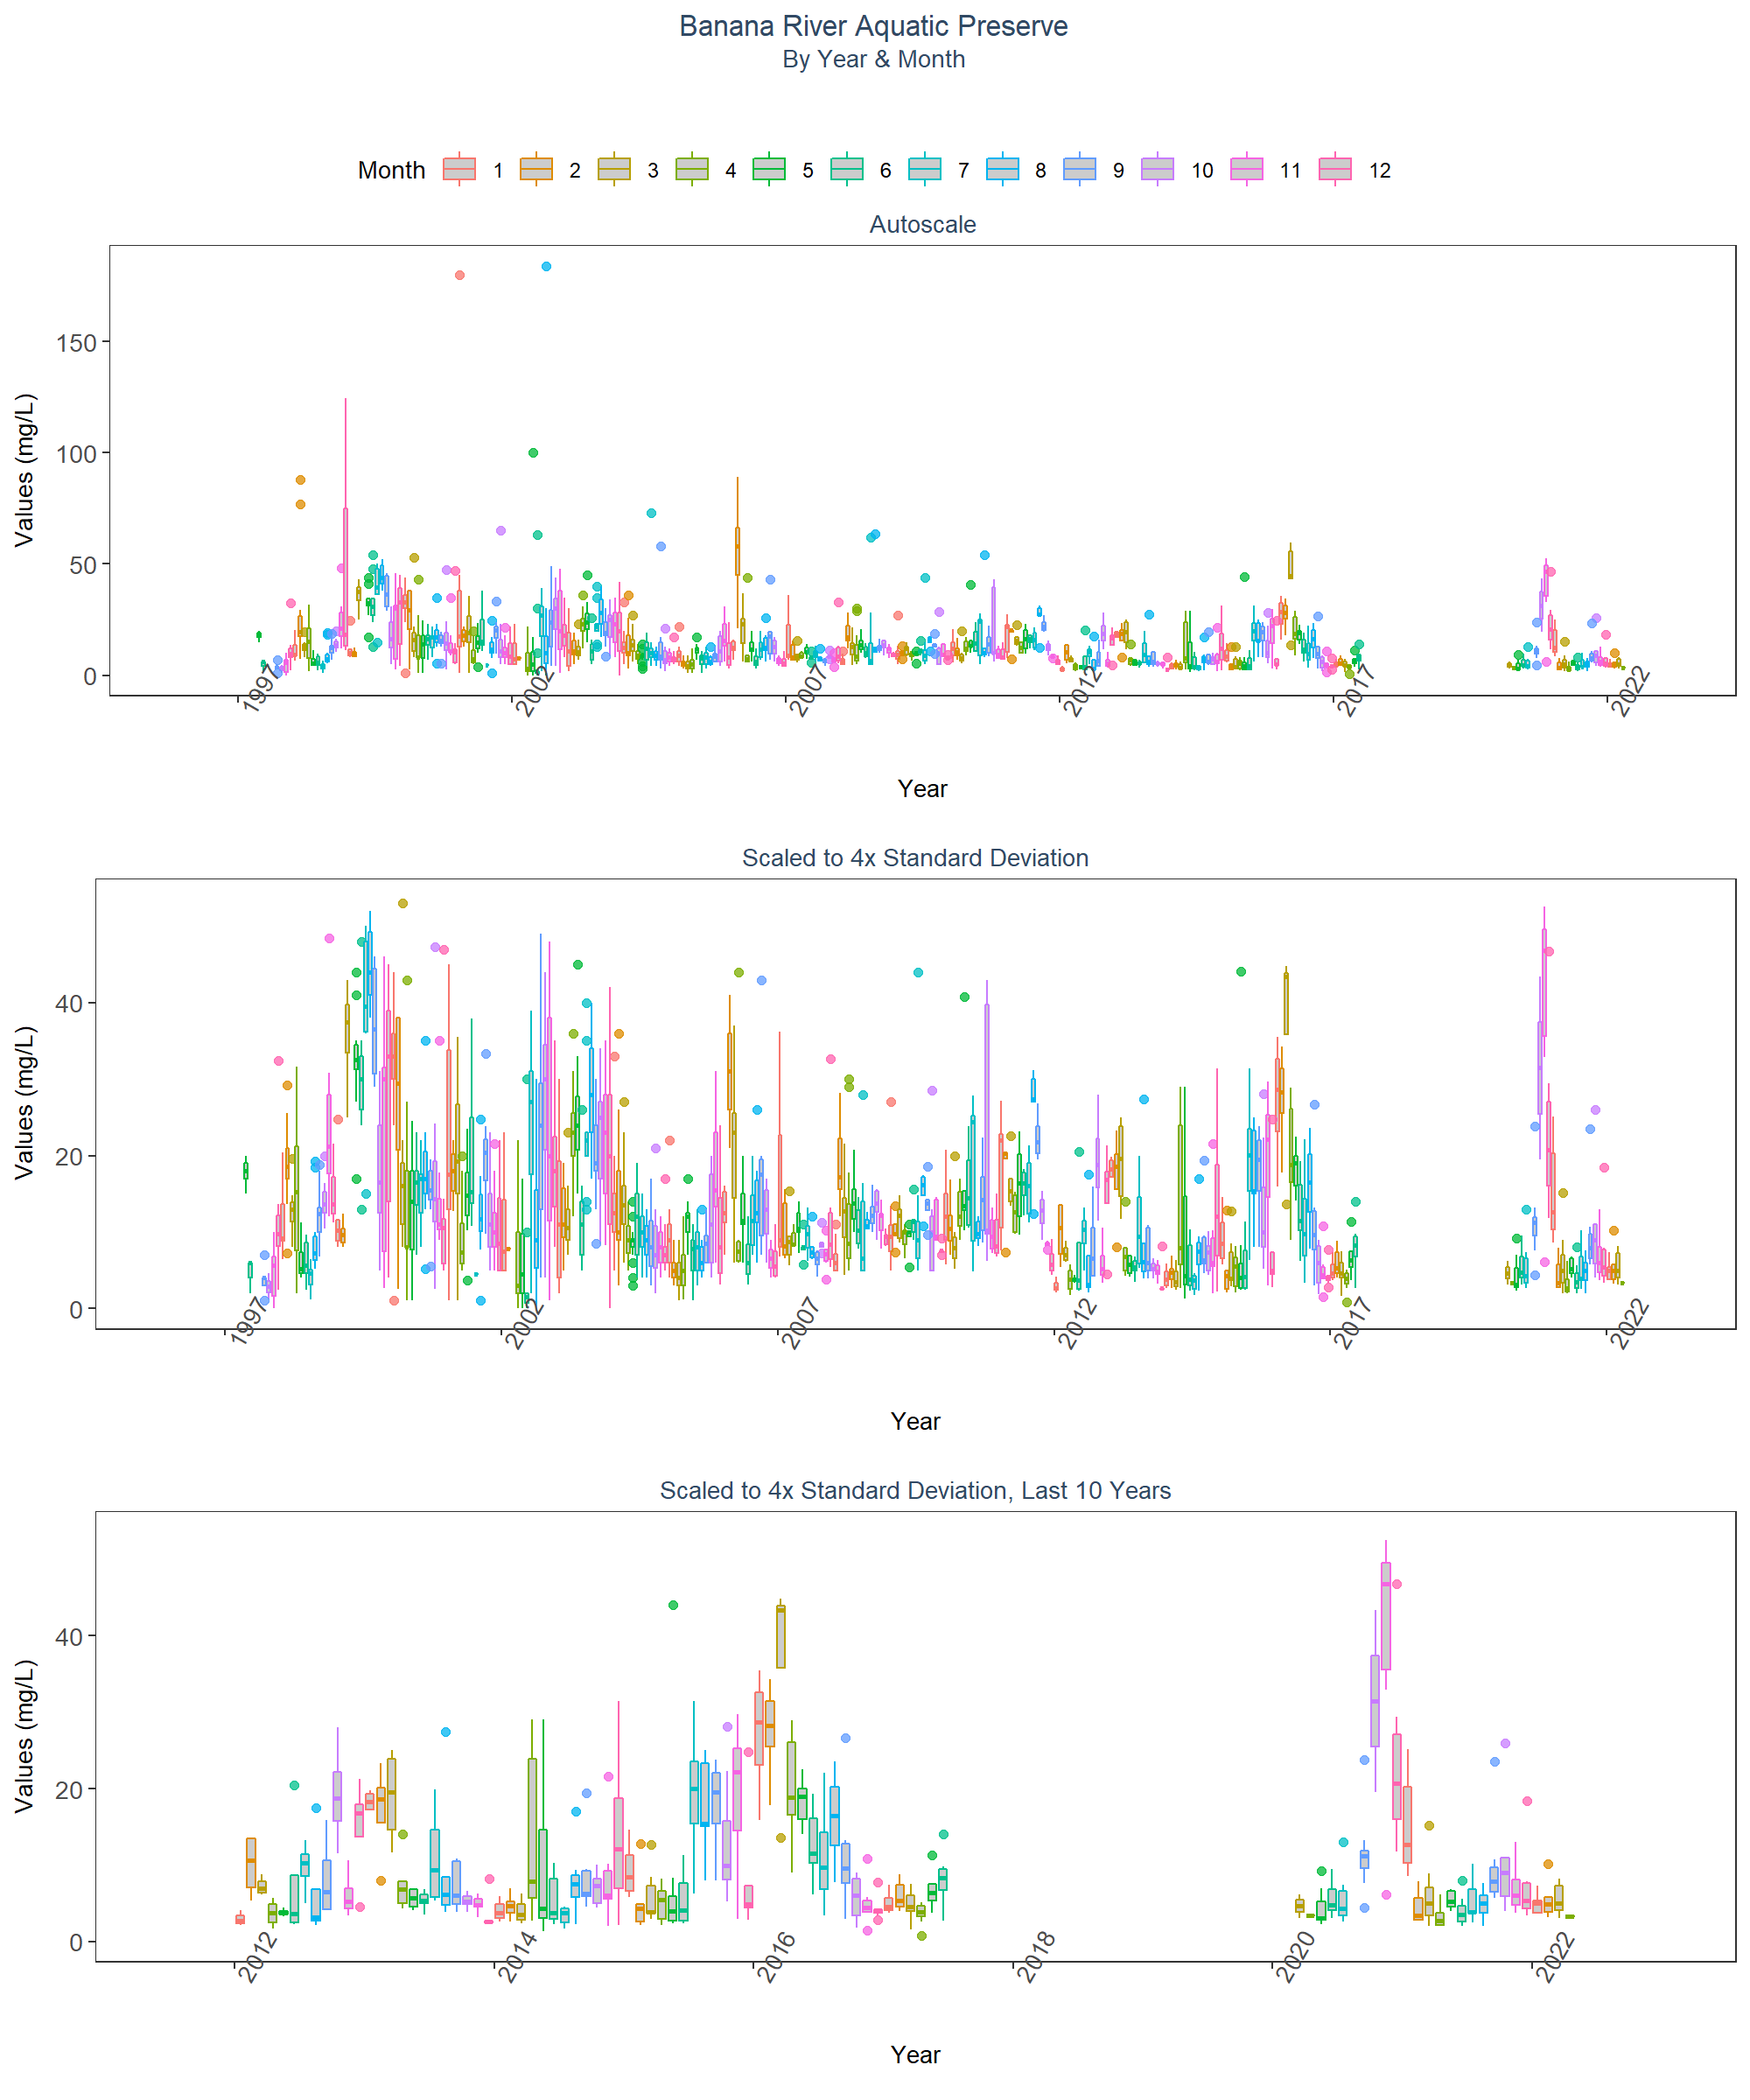 Banana River Aquatic Preserve
By Year & Month
Month 1 2 3 4 5 6 7 8 9 10 11 12
Autoscale
Values (mg/L)
150
100
50
0
1997 2002 2007 2012 2017 2022
Year
Scaled to 4x Standard Deviation
Values (mg/L)
40
20
0
1997 2002 2007 2012 2017 2022
Year
Scaled to 4x Standard Deviation, Last 10 Years
Values (mg/L)
40
20
0
2012 2014 2016 2018 2020 2022
Year